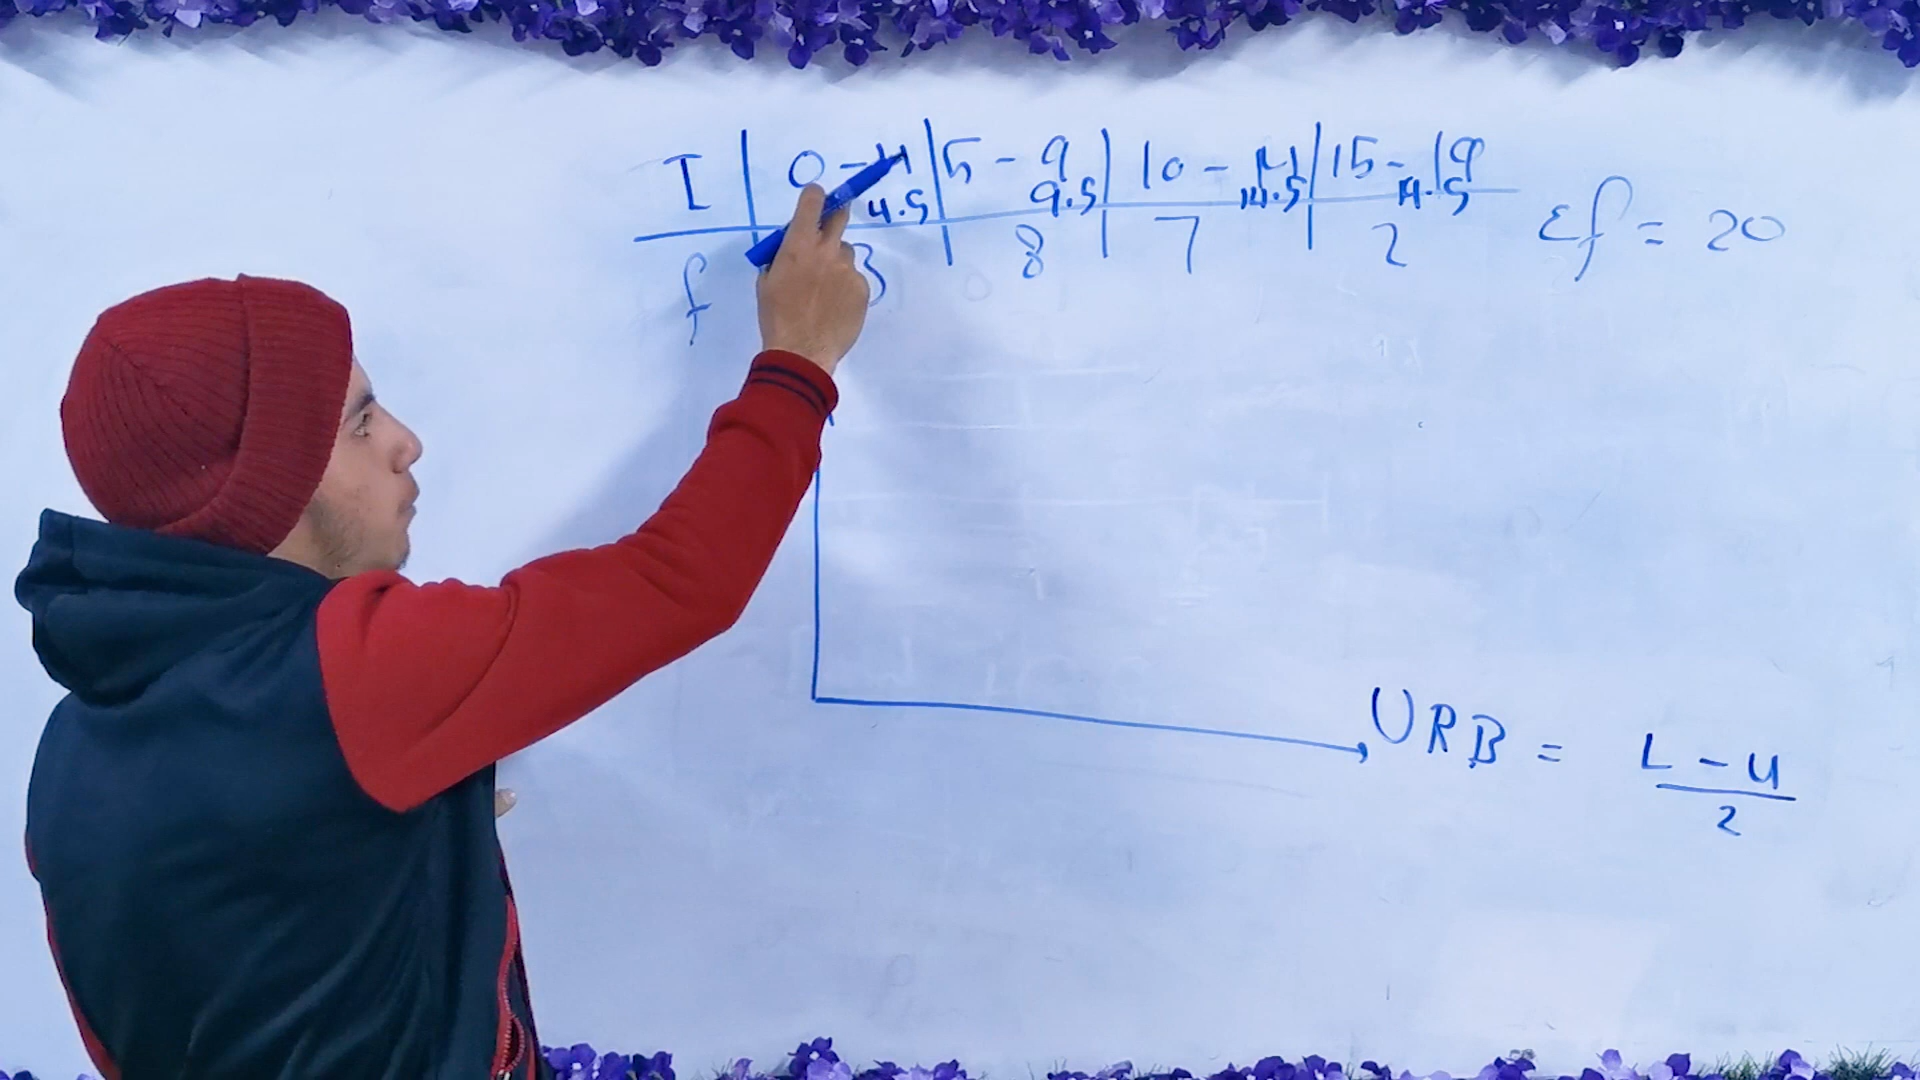 I | 0 - 4 | 5 - 9 | 10 - 14 | 15 - 19
4.5 9.5 14.5 19.5
f 3 8 7 2 Σf = 20
URB = L - U
2